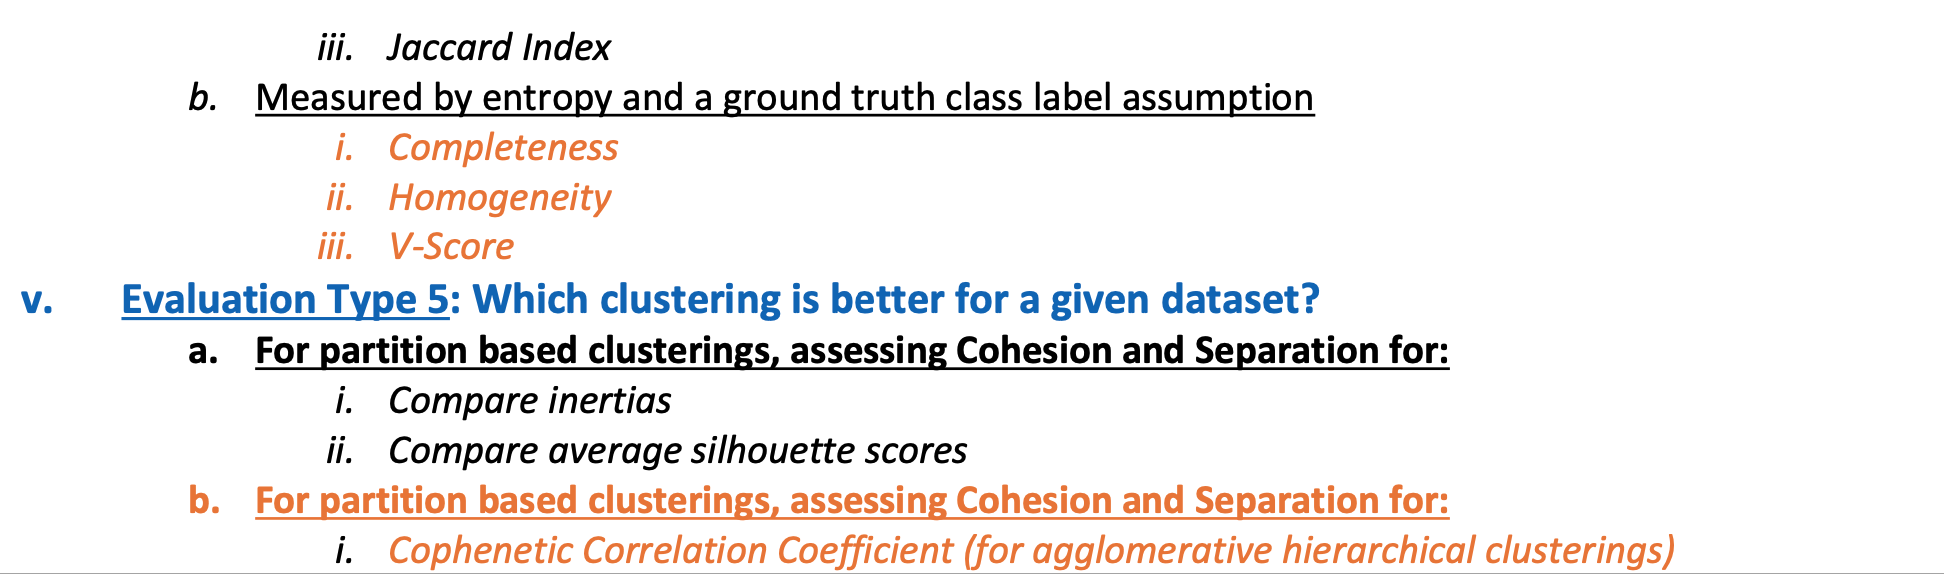 iii. Jaccard Index
b. Measured by entropy and a ground truth class label assumption
i. Completeness
ii. Homogeneity
iii. V-Score
v. Evaluation Type 5: Which clustering is better for a given dataset?
a. For partition based clusterings, assessing Cohesion and Separation for:
i. Compare inertias
ii. Compare average silhouette scores
b. For partition based clusterings, assessing Cohesion and Separation for:
i. Cophenetic Correlation Coefficient (for agglomerative hierarchical clusterings)